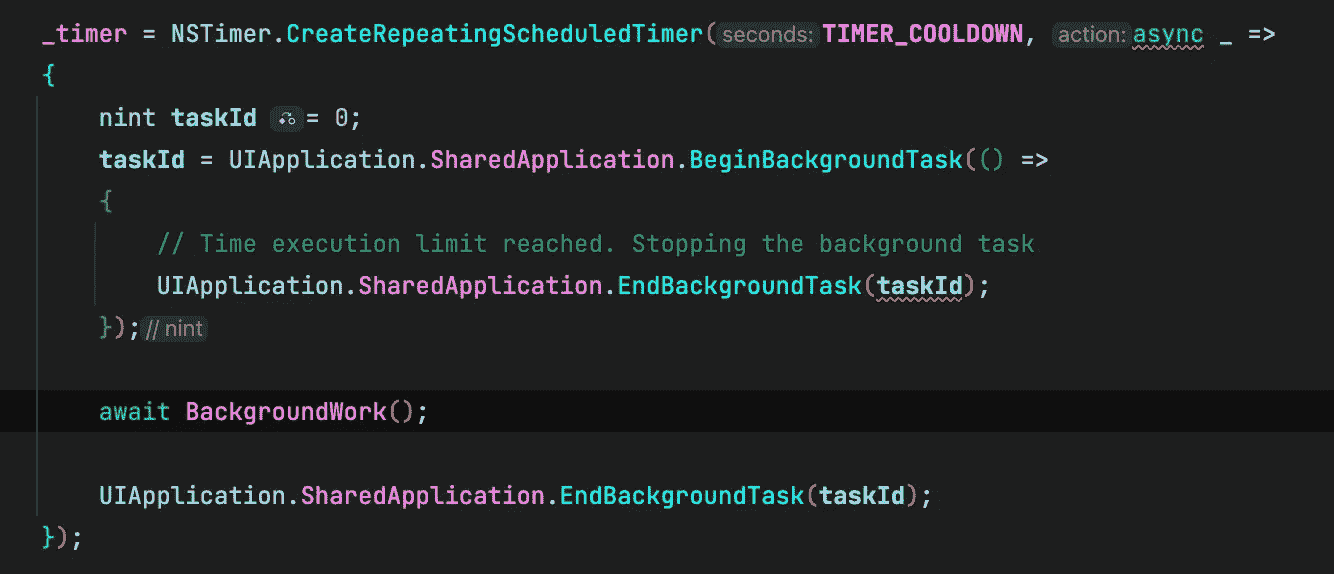 _timer = NSTimer.CreateRepeatingScheduledTimer(seconds: TIMER_COOLDOWN, action: async _ =>
{
nint taskId = 0;
taskId = UIApplication.SharedApplication.BeginBackgroundTask(() =>
{
// Time execution limit reached. Stopping the background task
UIApplication.SharedApplication.EndBackgroundTask(taskId);
}); // nint
await BackgroundWork();
UIApplication.SharedApplication.EndBackgroundTask(taskId);
});